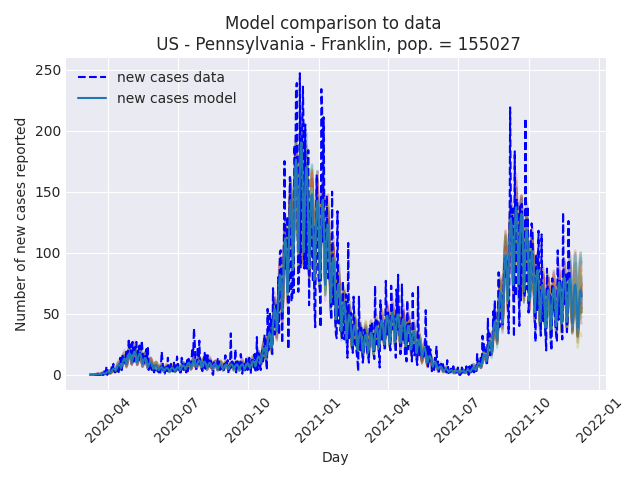 Model comparison to data
US - Pennsylvania - Franklin, pop. = 155027
new cases data
new cases model
Number of new cases reported
250
200
150
100
50
0
2020-04
2020-07
2020-10
2021-01
2021-04
2021-07
2021-10
2022-01
Day